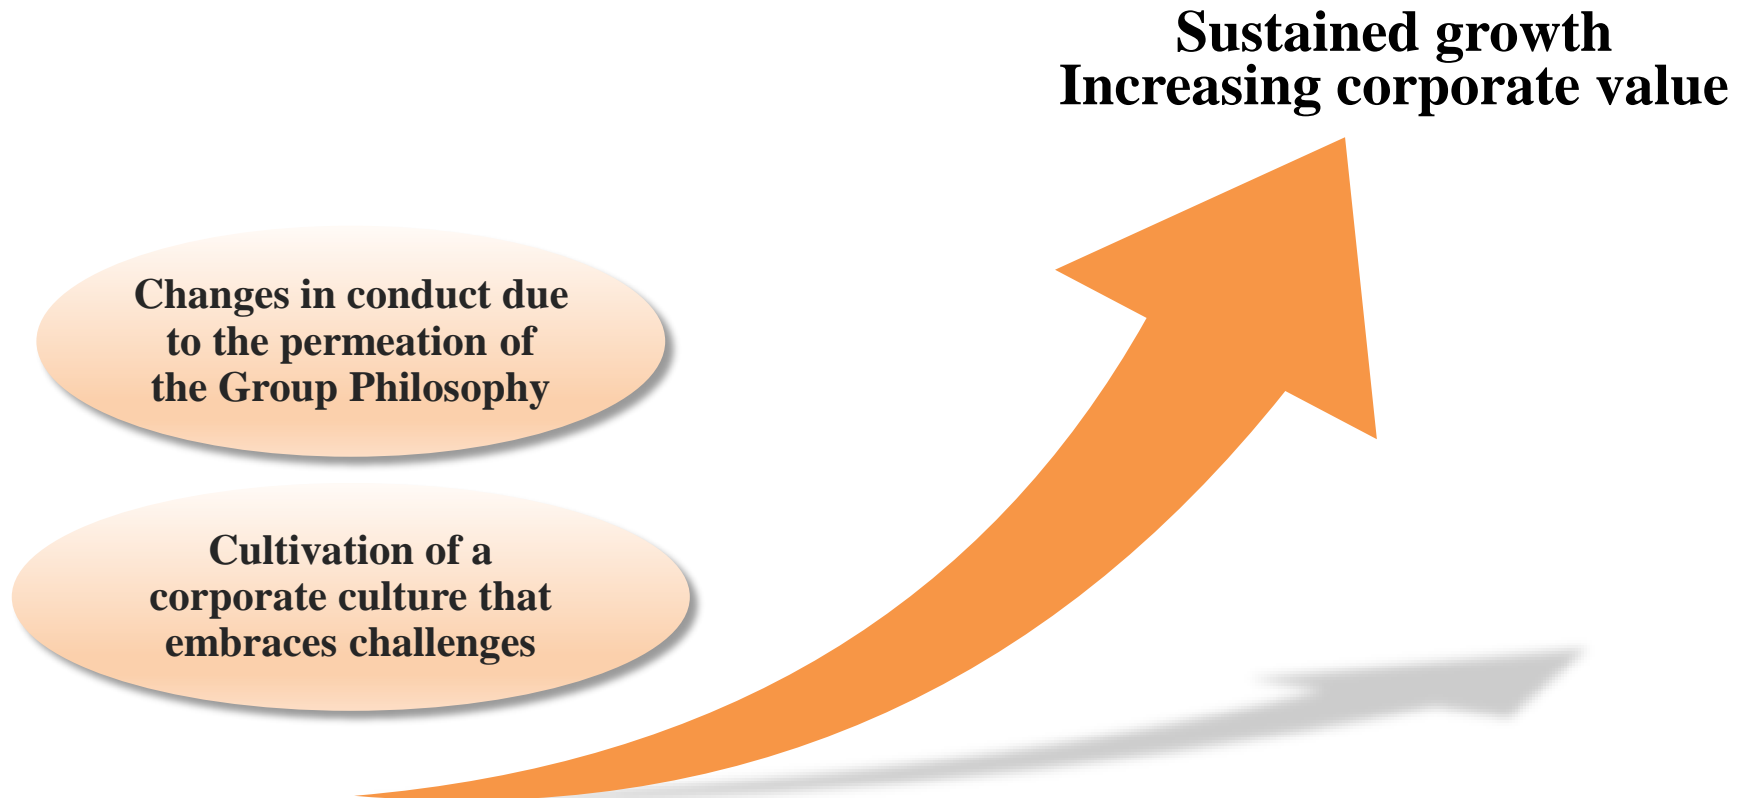 Sustained growth
Increasing corporate value
Changes in conduct due
to the permeation of
the Group Philosophy
Cultivation of a
corporate culture that
embraces challenges